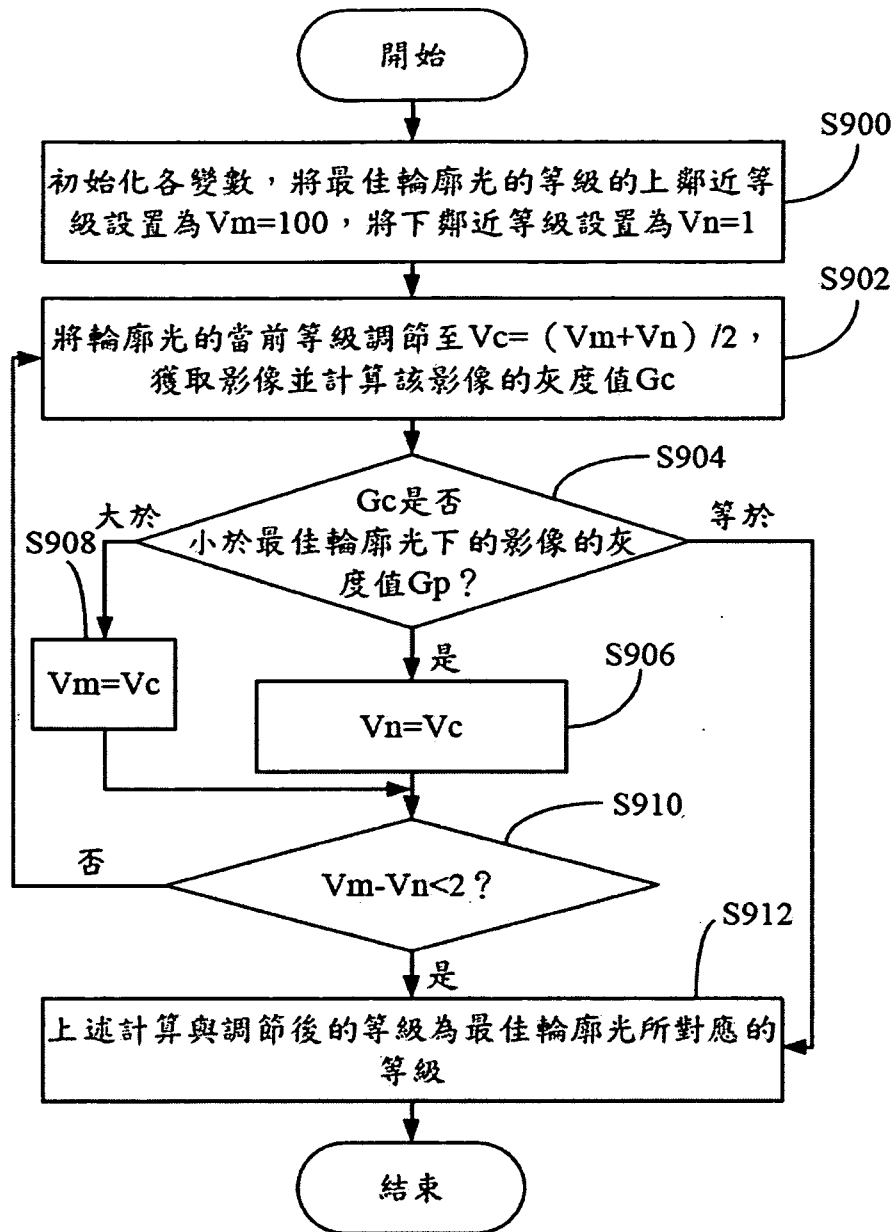 開始
S900
初始化各變數，將最佳輪廓光的等級的上鄰近等
級設置為Vm=100，將下鄰近等級設置為Vn=1
S902
將輪廓光的當前等級調節至Vc=（Vm+Vn）/2，
獲取影像並計算該影像的灰度值Gc
S904
Gc是否
小於最佳輪廓光下的影像的灰
度值Gp？
大於
等於
S908
Vm=Vc
是
S906
Vn=Vc
S910
否
Vm-Vn<2？
S912
是
上述計算與調節後的等級為最佳輪廓光所對應的
等級
結束